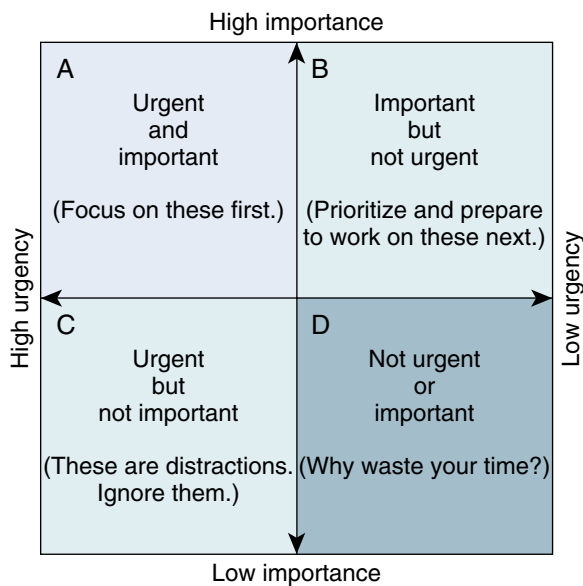 High importance
A
Urgent
and
important
(Focus on these first.)
B
Important
but
not urgent
(Prioritize and prepare
to work on these next.)
High urgency
Low urgency
C
Urgent
but
not important
(These are distractions.
Ignore them.)
D
Not urgent
or
important
(Why waste your time?)
Low importance